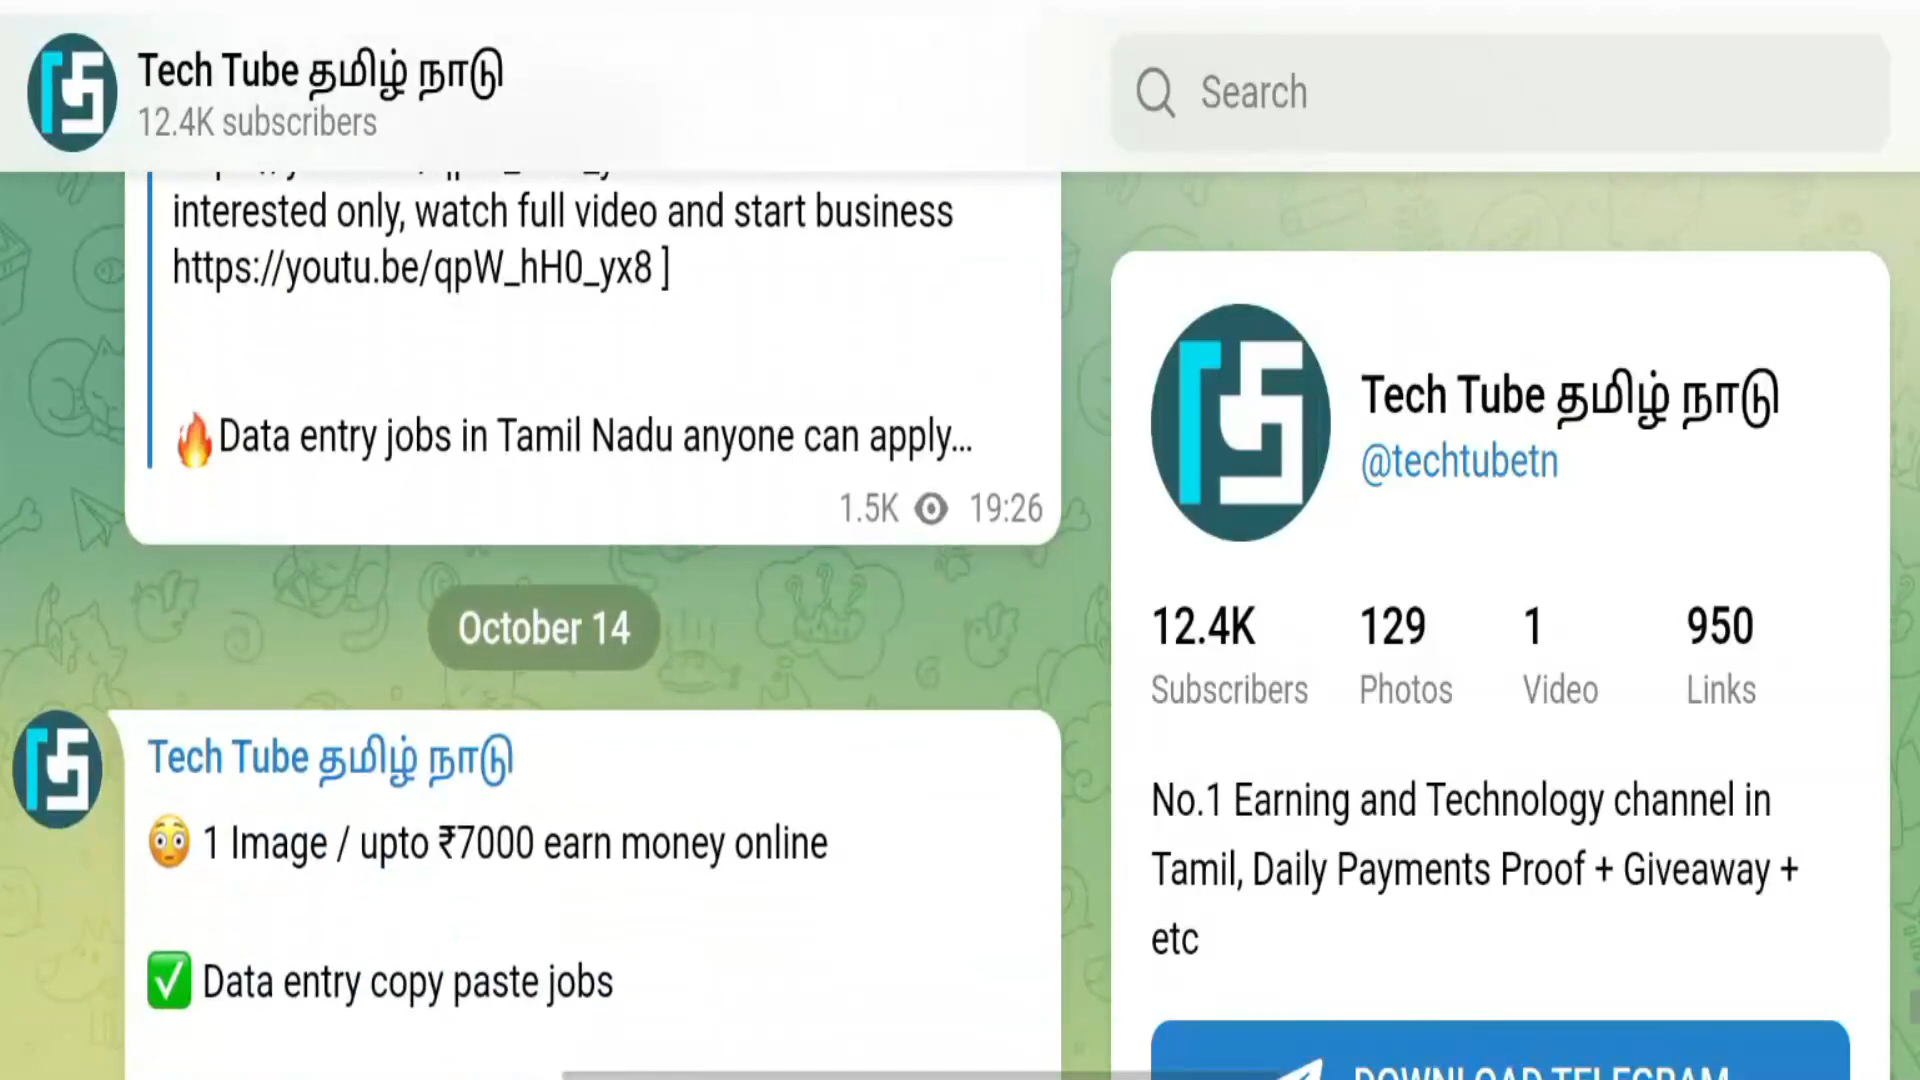 Tech Tube தமிழ் நாடு
12.4K subscribers
Search
interested only, watch full video and start business
https://youtu.be/qpW_hH0_yx8 ]
🔥Data entry jobs in Tamil Nadu anyone can apply...
1.5K 19:26
October 14
Tech Tube தமிழ் நாடு
😳 1 Image / upto ₹7000 earn money online
✅ Data entry copy paste jobs
Tech Tube தமிழ் நாடு
@techtubetn
12.4K 129 1 950
Subscribers Photos Video Links
No.1 Earning and Technology channel in
Tamil, Daily Payments Proof + Giveaway +
etc
DOWNLOAD TELEGRAM